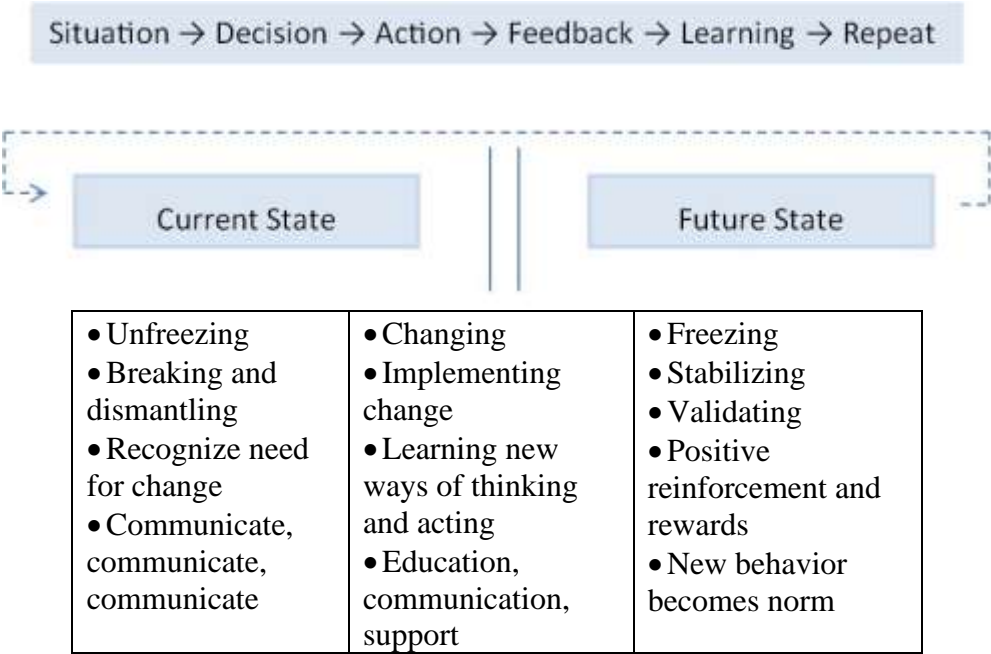 Situation → Decision → Action → Feedback → Learning → Repeat
Current State
Future State
• Unfreezing
• Breaking and
dismantling
• Recognize need
for change
• Communicate,
communicate,
communicate
• Changing
• Implementing
change
• Learning new
ways of thinking
and acting
• Education,
communication,
support
• Freezing
• Stabilizing
• Validating
• Positive
reinforcement and
rewards
• New behavior
becomes norm